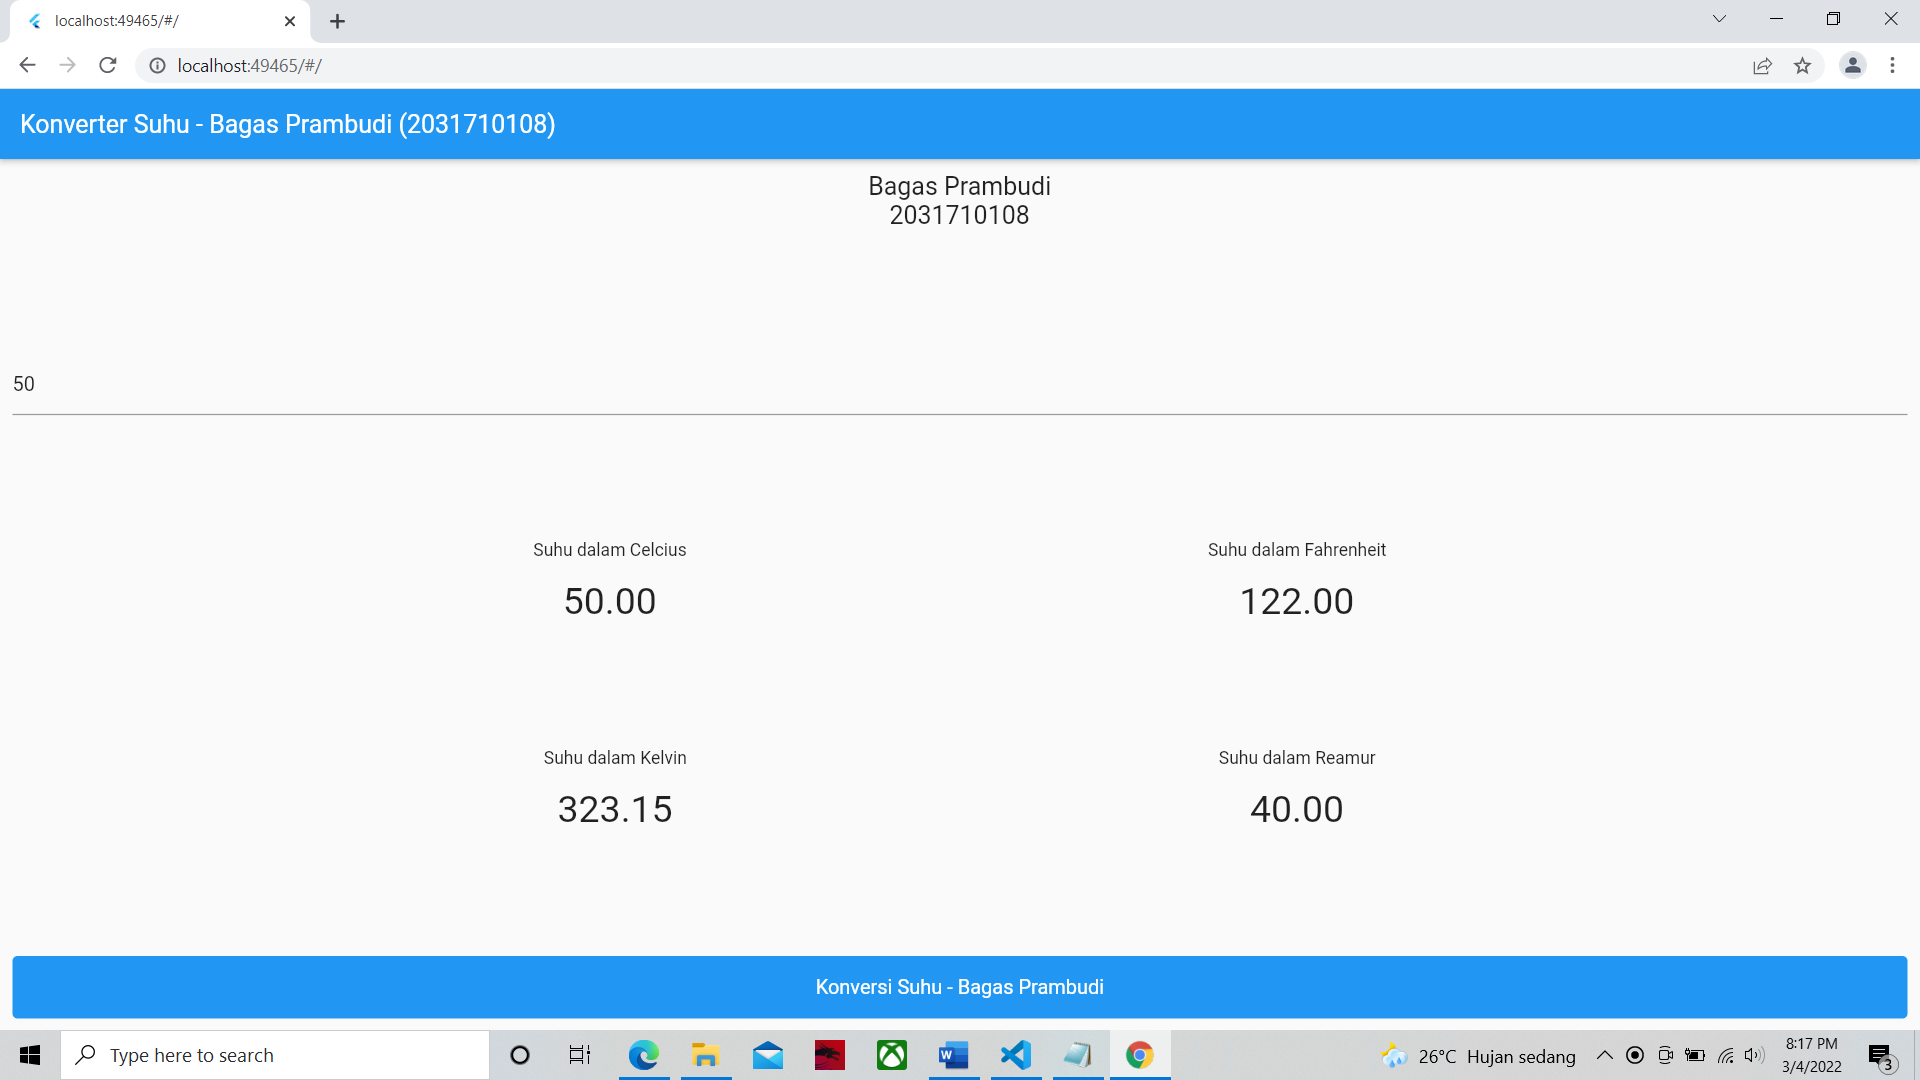 localhost:49465/#/
localhost:49465/#/
Konverter Suhu - Bagas Prambudi (2031710108)
Bagas Prambudi
2031710108
50
Suhu dalam Celcius
Suhu dalam Fahrenheit
50.00
122.00
Suhu dalam Kelvin
Suhu dalam Reamur
323.15
40.00
Konversi Suhu - Bagas Prambudi
Type here to search
26°C Hujan sedang
8:17 PM
3/4/2022
3